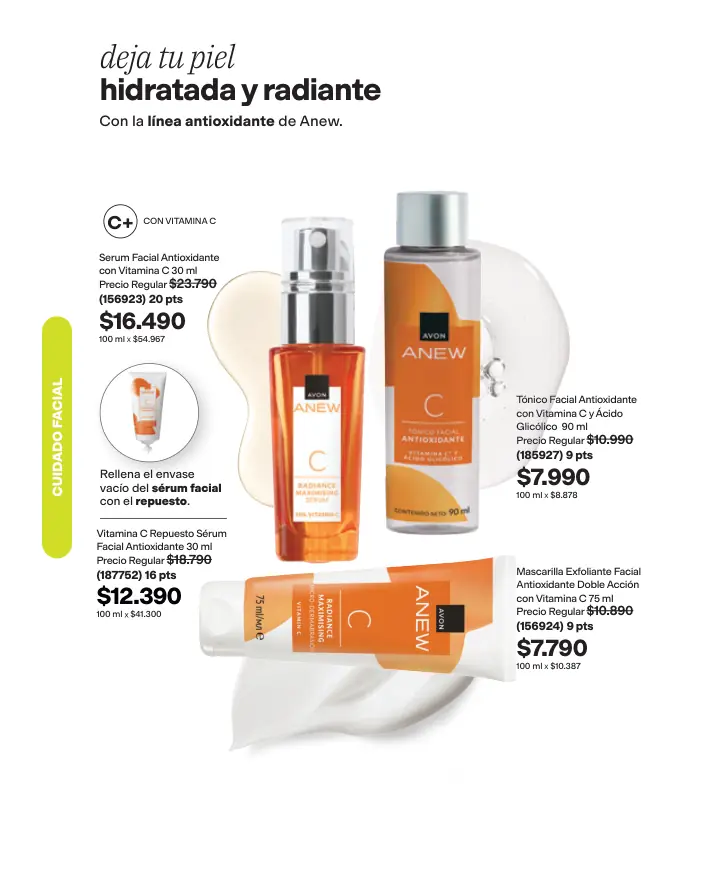 deja tu piel
hidratada y radiante
Con la línea antioxidante de Anew.
C+ CON VITAMINA C
Serum Facial Antioxidante
con Vitamina C 30 ml
Precio Regular $23.790
(156923) 20 pts
$16.490
100 ml x $54.967
CUIDADO FACIAL
Rellena el envase
vacío del sérum facial
con el repuesto.
Vitamina C Repuesto Sérum
Facial Antioxidante 30 ml
Precio Regular $18.790
(187752) 16 pts
$12.390
100 ml x $41.300
AVON
ANEW
C
RADIANCE
MAXIMISING
SERUM
10% VITAMIN C
AVON
ANEW
C
TÓNICO FACIAL
ANTIOXIDANTE
VITAMINA C Y
ÁCIDO GLICÓLICO
CONTENIDO NETO 90 ml
Tónico Facial Antioxidante
con Vitamina C y Ácido
Glicólico 90 ml
Precio Regular $10.990
(185927) 9 pts
$7.990
100 ml x $8.878
AVON
ANEW
C
RADIANCE
MAXIMISING
VITAMIN C
75 ml/мл e
Mascarilla Exfoliante Facial
Antioxidante Doble Acción
con Vitamina C 75 ml
Precio Regular $10.890
(156924) 9 pts
$7.790
100 ml x $10.387